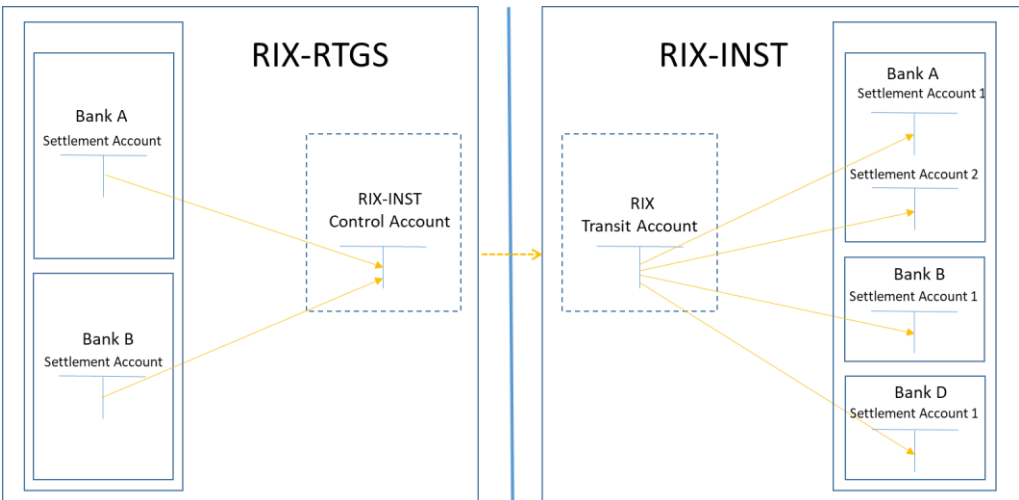 RIX-RTGS
Bank A
Settlement Account
RIX-INST
Control Account
Bank B
Settlement Account
RIX-INST
RIX
Transit Account
Bank A
Settlement Account 1
Settlement Account 2
Bank B
Settlement Account 1
Bank D
Settlement Account 1